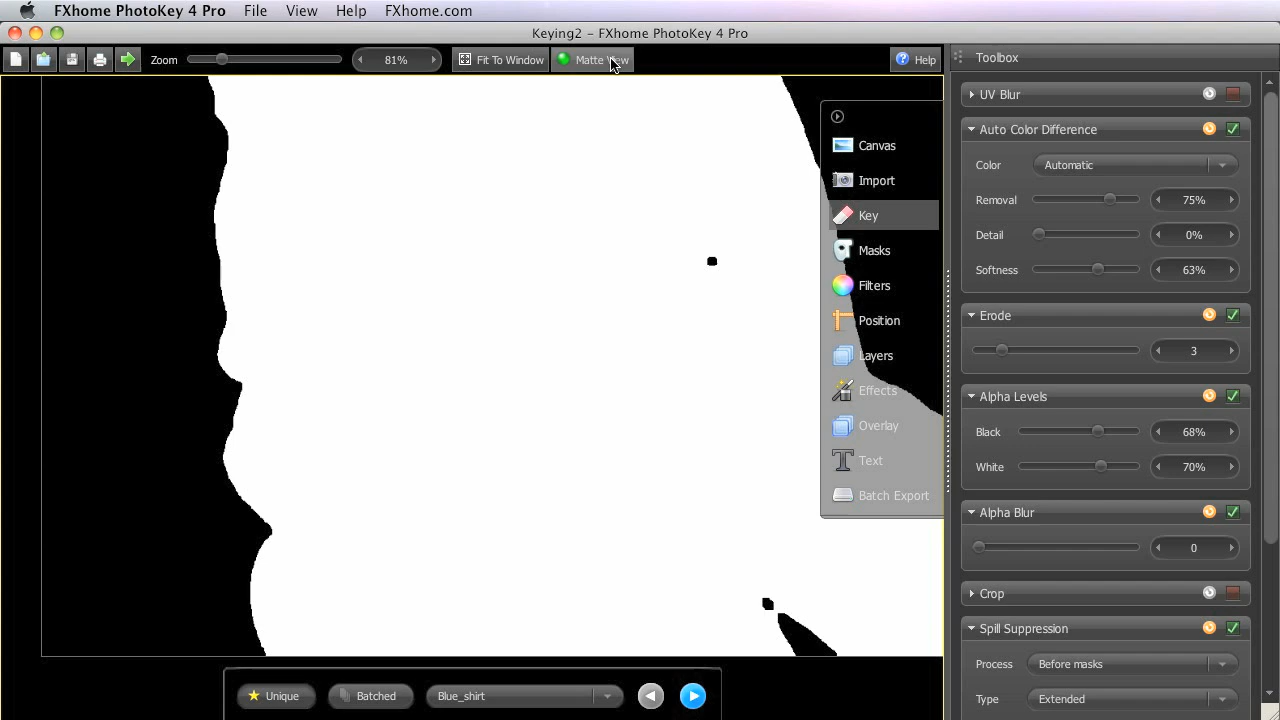 FXhome PhotoKey 4 Pro File View Help FXhome.com
Keying2 – FXhome PhotoKey 4 Pro
Zoom 81% Fit To Window Matte View Help
Toolbox
UV Blur
Auto Color Difference
Color Automatic
Removal 75%
Detail 0%
Softness 63%
Erode
3
Alpha Levels
Black 68%
White 70%
Alpha Blur
0
Crop
Spill Suppression
Process Before masks
Type Extended
Canvas
Import
Key
Masks
Filters
Position
Layers
Effects
Overlay
Text
Batch Export
Unique Batched Blue_shirt